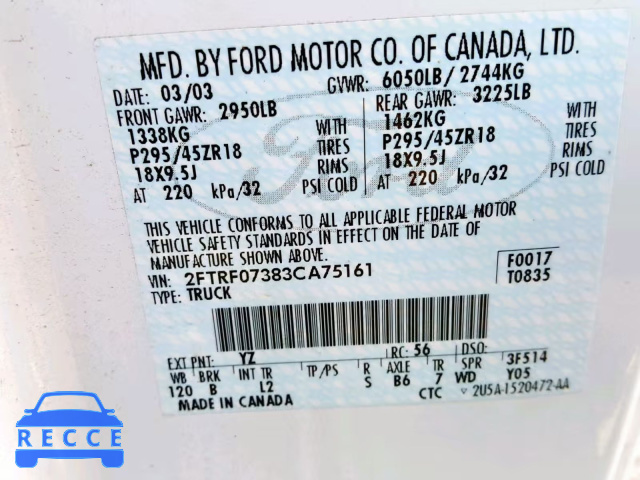 MFD. BY FORD MOTOR CO. OF CANADA, LTD.
DATE: 03/03 GVWR: 6050LB/ 2744KG
FRONT GAWR: 2950LB REAR GAWR: 3225LB
1338KG WITH 1462KG WITH
P295/45ZR18 TIRES P295/45ZR18 TIRES
18X9.5J RIMS 18X9.5J RIMS
AT 220 kPa/32 PSI COLD AT 220 kPa/32 PSI COLD
THIS VEHICLE CONFORMS TO ALL APPLICABLE FEDERAL MOTOR
VEHICLE SAFETY STANDARDS IN EFFECT ON THE DATE OF
MANUFACTURE SHOWN ABOVE.
VIN: 2FTRF07383CA75161 F0017
TYPE: TRUCK T0835
EXT PNT: YZ RC: 56 DSO:
WB BRK INT TR TP/PS R AXLE TR SPR 3F514
120 B L2 S B6 7 WD Y05
MADE IN CANADA CTC 2U5A-1520472-AA
Ford
RECCE